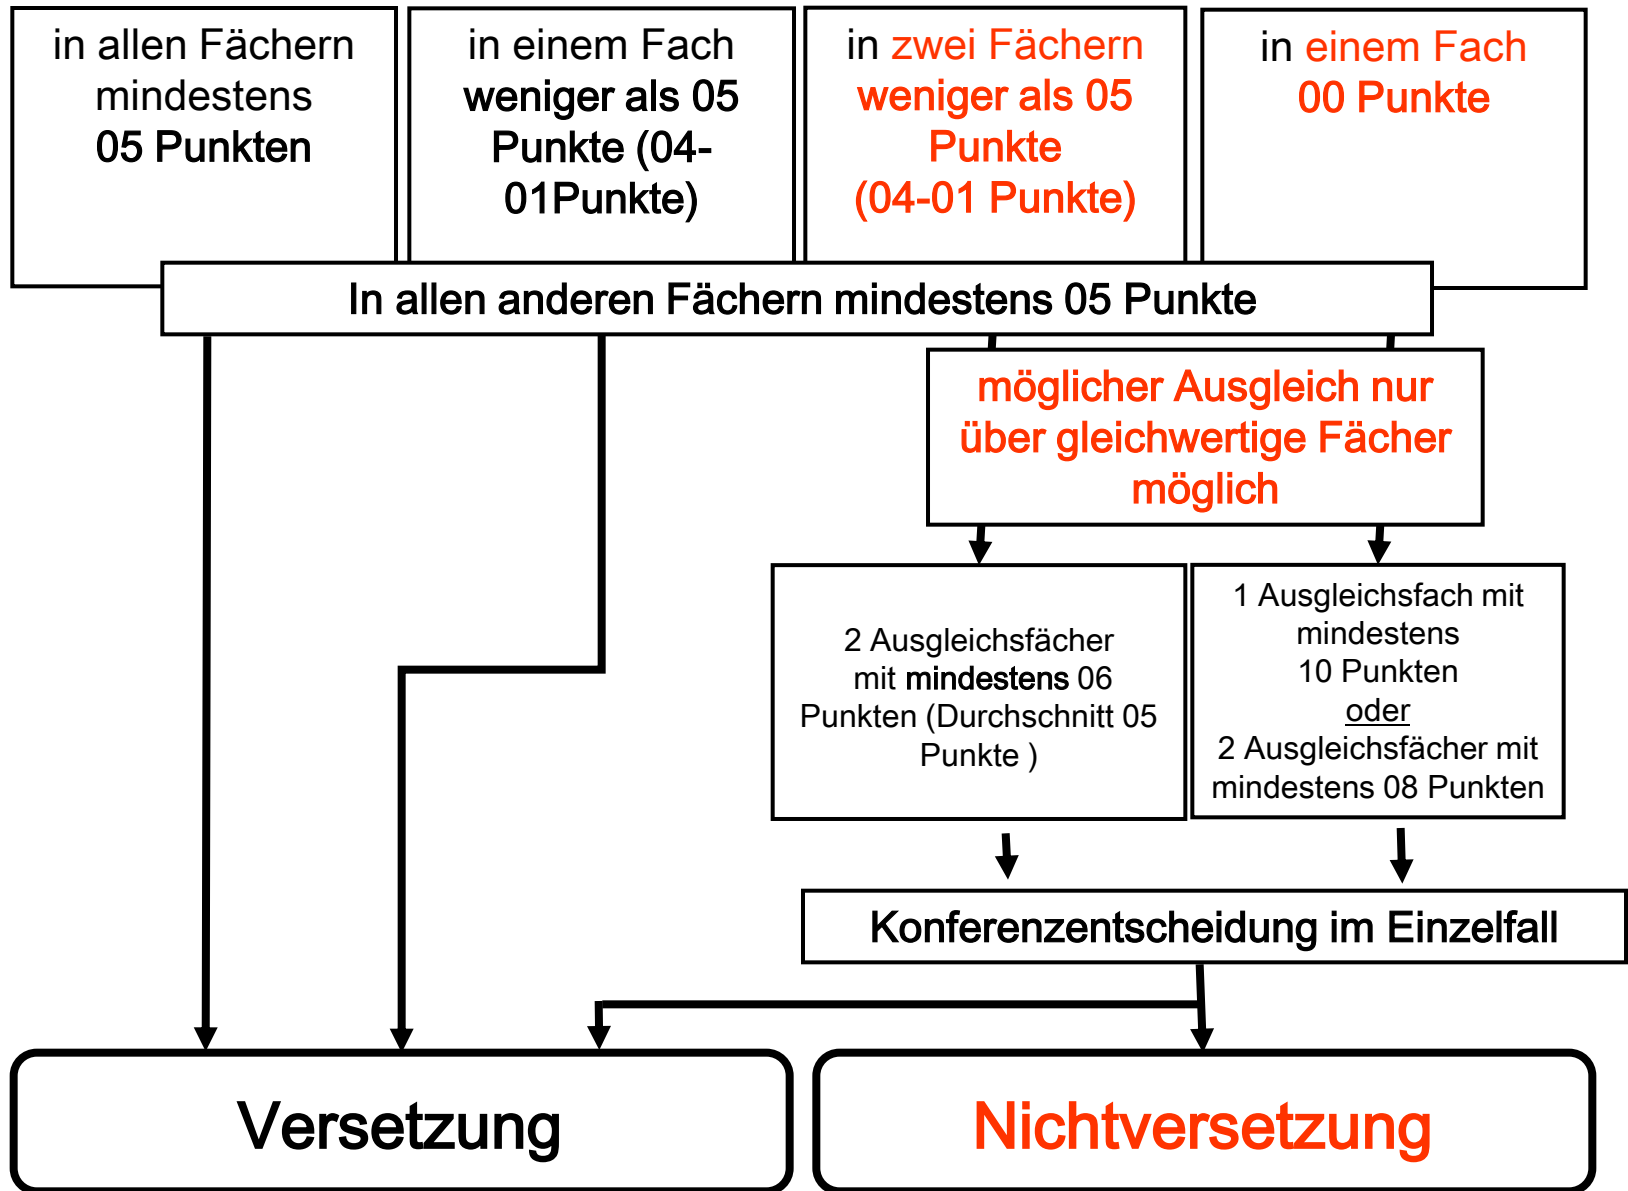 in allen Fächern
mindestens
05 Punkten
in einem Fach
weniger als 05
Punkte (04-
01Punkte)
in zwei Fächern
weniger als 05
Punkte
(04-01 Punkte)
in einem Fach
00 Punkte
In allen anderen Fächern mindestens 05 Punkte
möglicher Ausgleich nur
über gleichwertige Fächer
möglich
2 Ausgleichsfächer
mit mindestens 06
Punkten (Durchschnitt 05
Punkte )
1 Ausgleichsfach mit
mindestens
10 Punkten
oder
2 Ausgleichsfächer mit
mindestens 08 Punkten
Konferenzentscheidung im Einzelfall
Versetzung
Nichtversetzung